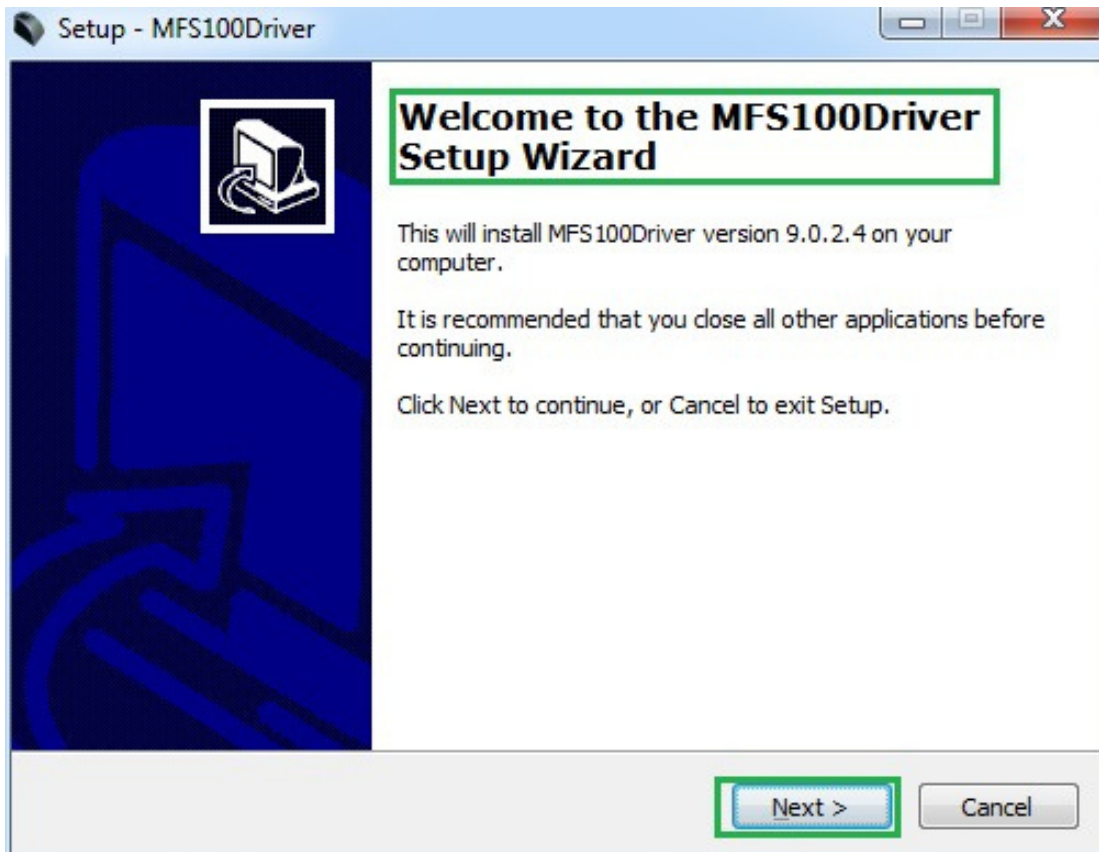 Setup - MFS100Driver
Welcome to the MFS100Driver
Setup Wizard
This will install MFS100Driver version 9.0.2.4 on your
computer.
It is recommended that you close all other applications before
continuing.
Click Next to continue, or Cancel to exit Setup.
Next >
Cancel